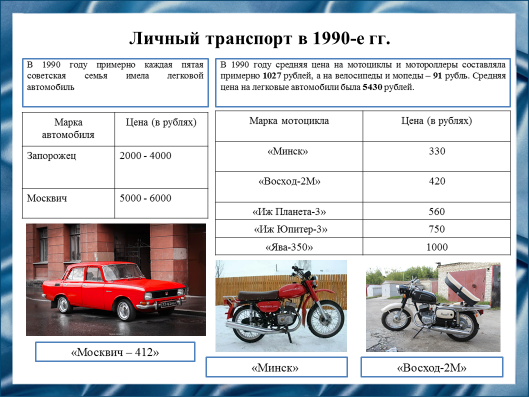 Личный транспорт в 1990-е гг.
В 1990 году примерно каждая пятая
советская семья имела легковой
автомобиль
В 1990 году средняя цена на мотоциклы и мотороллеры составляла
примерно 1027 рублей, а на велосипеды и мопеды – 91 рубль. Средняя
цена на легковые автомобили была 5430 рублей.
Марка автомобиля Цена (в рублях)
Запорожец 2000 - 4000
Москвич 5000 - 6000
Марка мотоцикла Цена (в рублях)
«Минск» 330
«Восход-2М» 420
«Иж Планета-3» 560
«Иж Юпитер-3» 750
«Ява-350» 1000
«Москвич – 412»
«Минск»
«Восход-2М»